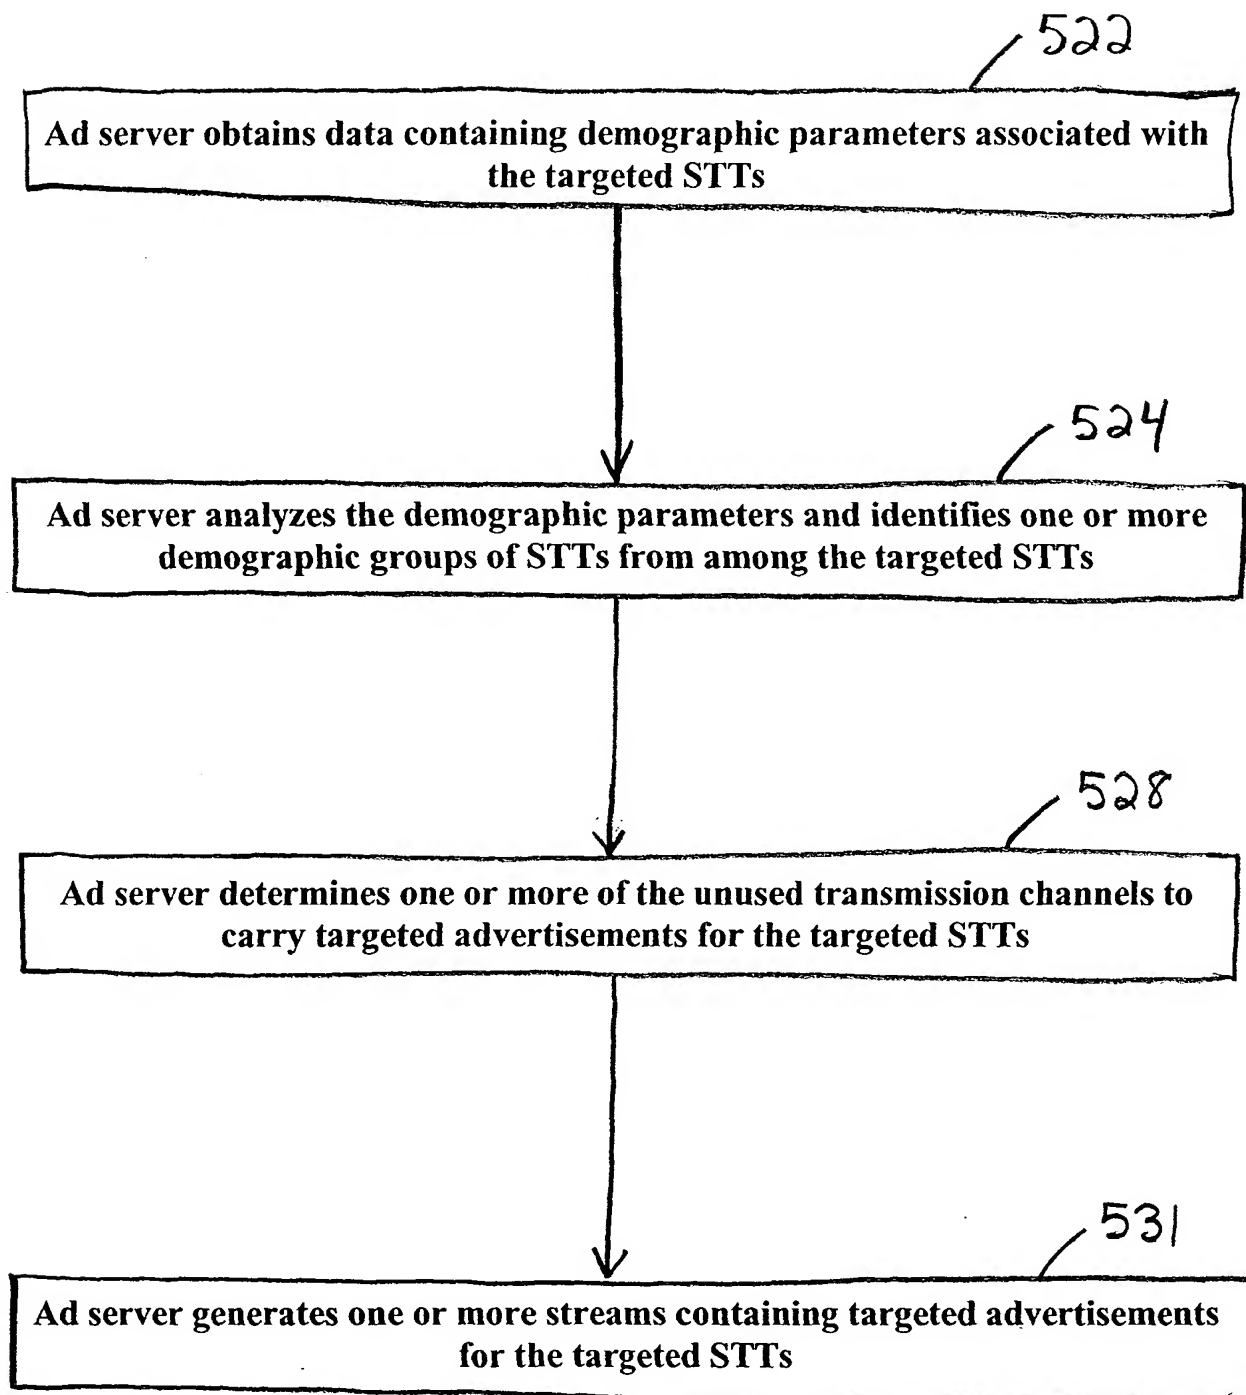 522
Ad server obtains data containing demographic parameters associated with
the targeted STTs
524
Ad server analyzes the demographic parameters and identifies one or more
demographic groups of STTs from among the targeted STTs
528
Ad server determines one or more of the unused transmission channels to
carry targeted advertisements for the targeted STTs
531
Ad server generates one or more streams containing targeted advertisements
for the targeted STTs